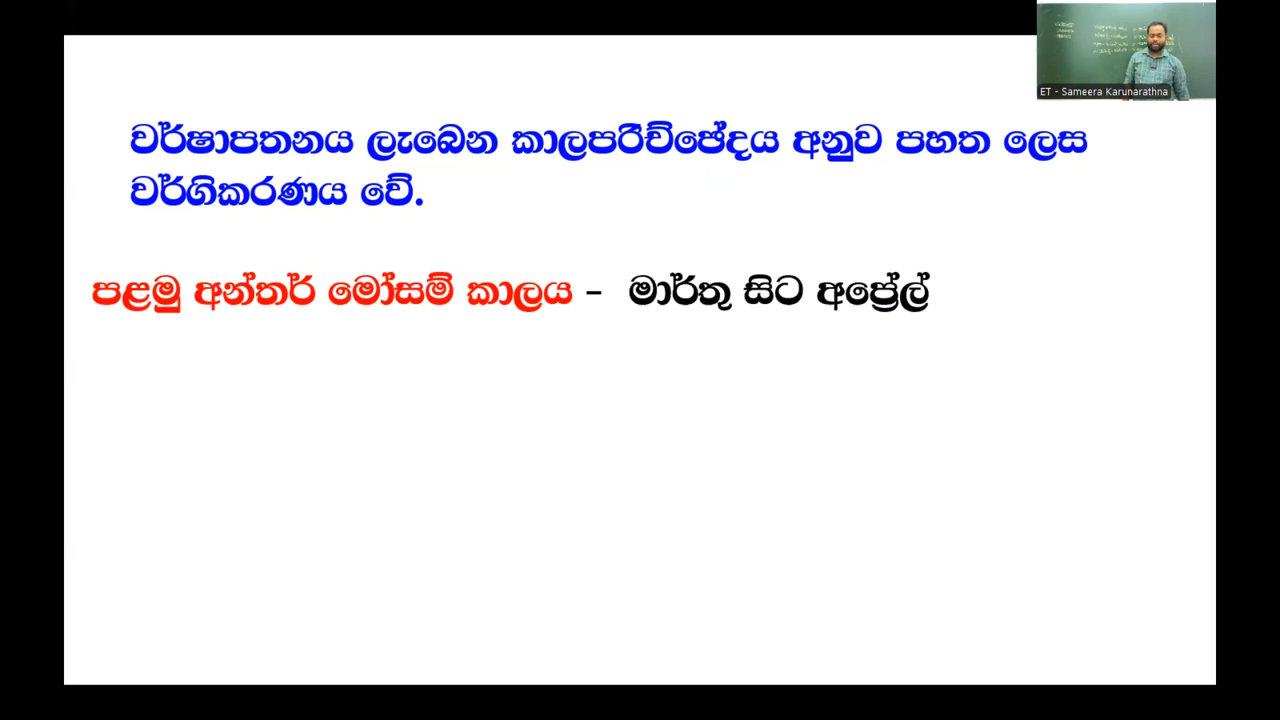 ET - Sameera Karunarathna
වර්ෂාපතනය ලැබෙන කාලපරිච්ඡේදය අනුව පහත ලෙස
වර්ගිකරණය වේ.
පළමු අන්තර් මෝසම් කාලය - මාර්තු සිට අප්‍රේල්